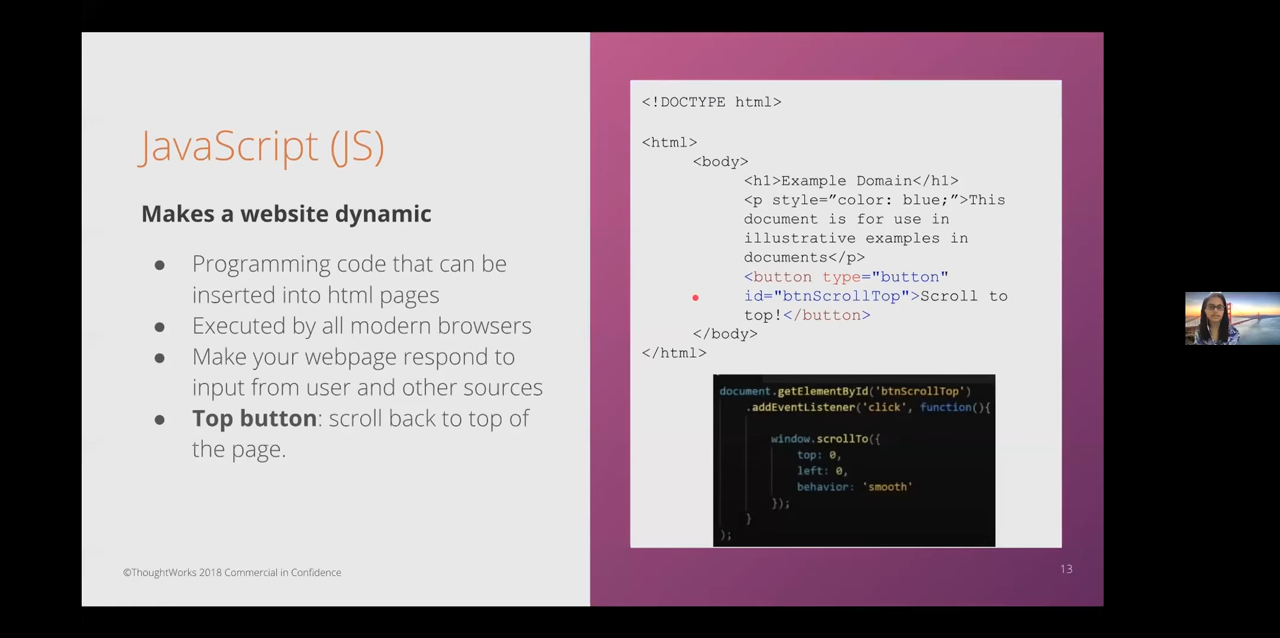 JavaScript (JS)
Makes a website dynamic
● Programming code that can be
inserted into html pages
● Executed by all modern browsers
● Make your webpage respond to
input from user and other sources
● Top button: scroll back to top of
the page.
©ThoughtWorks 2018 Commercial in Confidence
<!DOCTYPE html>
<html>
<body>
<h1>Example Domain</h1>
<p style=”color: blue;”>This
document is for use in
illustrative examples in
documents</p>
<button type="button"
id="btnScrollTop">Scroll to
top!</button>
</body>
</html>
document.getElementById('btnScrollTop')
.addEventListener('click', function(){
window.scrollTo({
top: 0,
left: 0,
behavior: 'smooth'
});
}
);
13